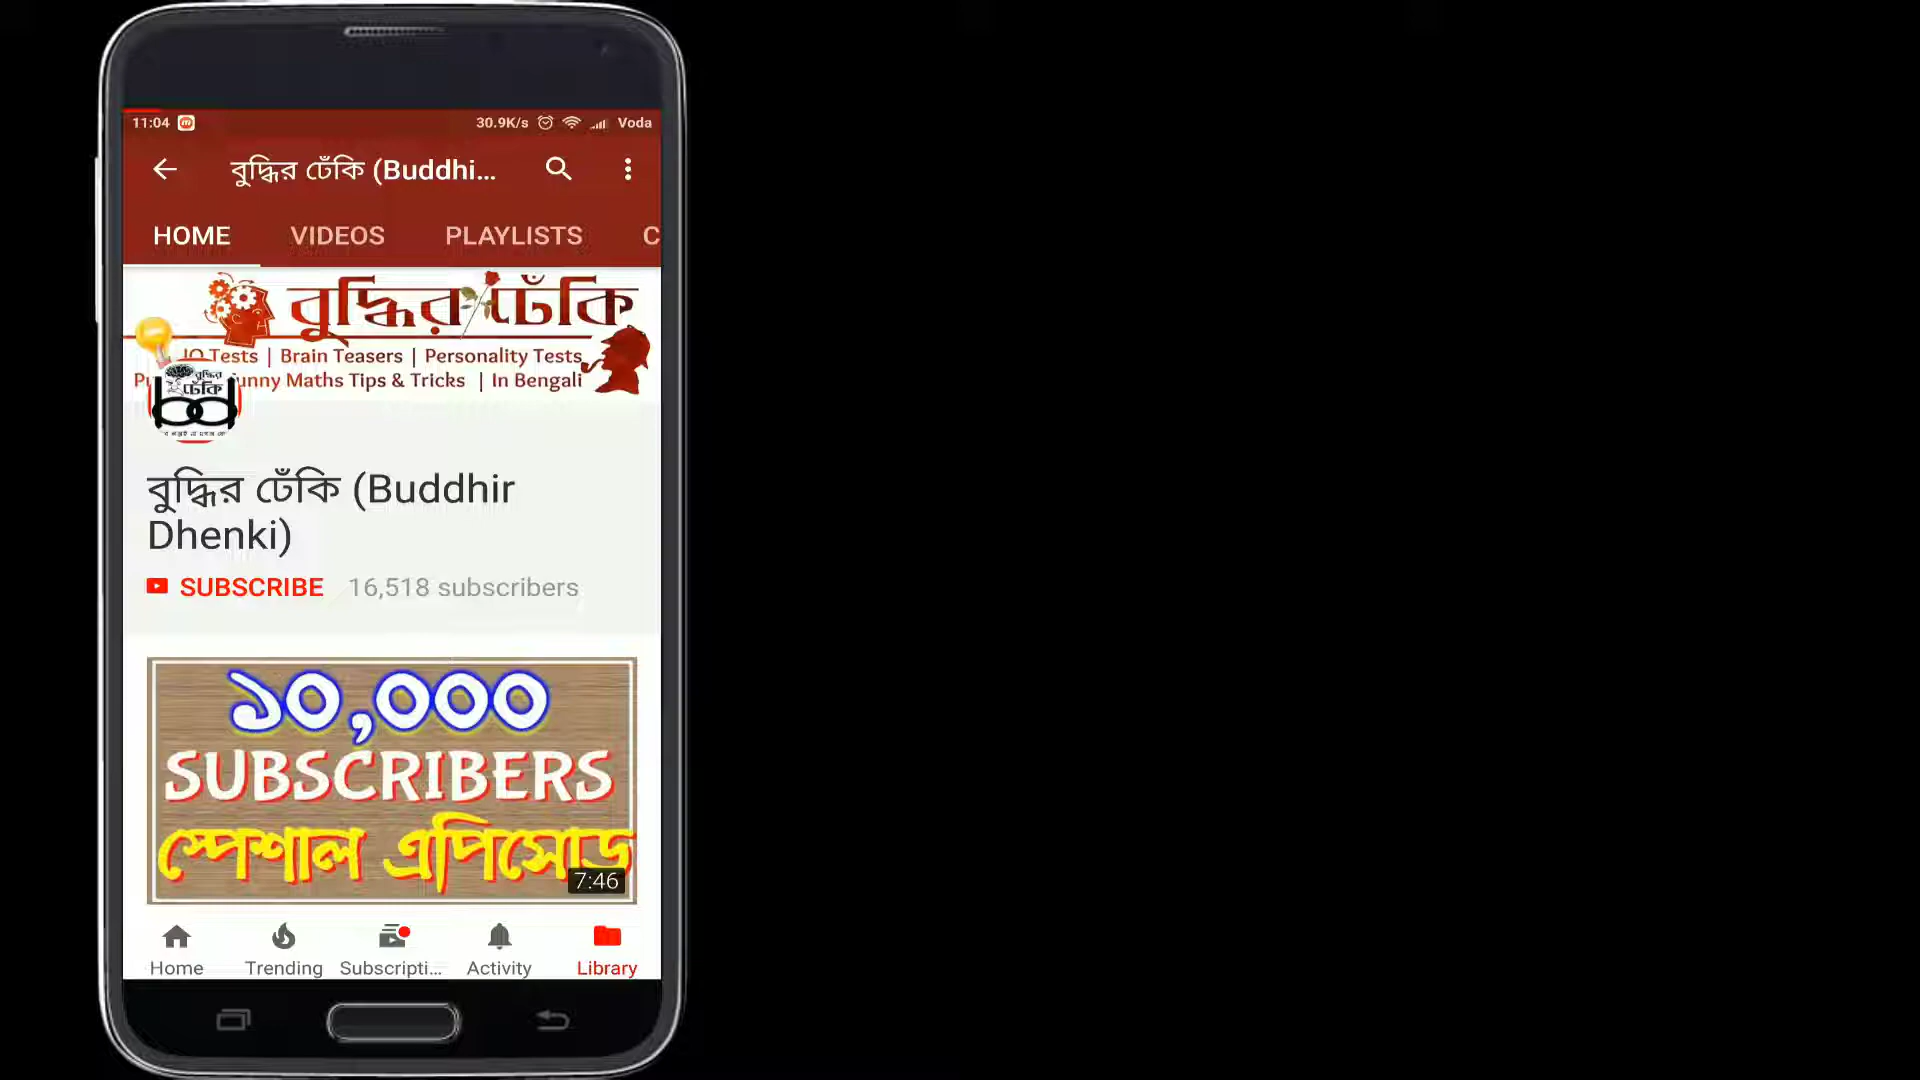 11:04
30.9K/s Voda
বুদ্ধির ঢেঁকি (Buddhi...
HOME VIDEOS PLAYLISTS C
বুদ্ধির ঢেঁকি
IQ Tests | Brain Teasers | Personality Tests
Maths Tips & Tricks | In Bengali
বুদ্ধির
ঢেঁকি
বুদ্ধির ঢেঁকি (Buddhir
Dhenki)
SUBSCRIBE 16,518 subscribers
১০,০০০
SUBSCRIBERS
স্পেশাল এপিসোড
7:46
Home Trending Subscripti... Activity Library